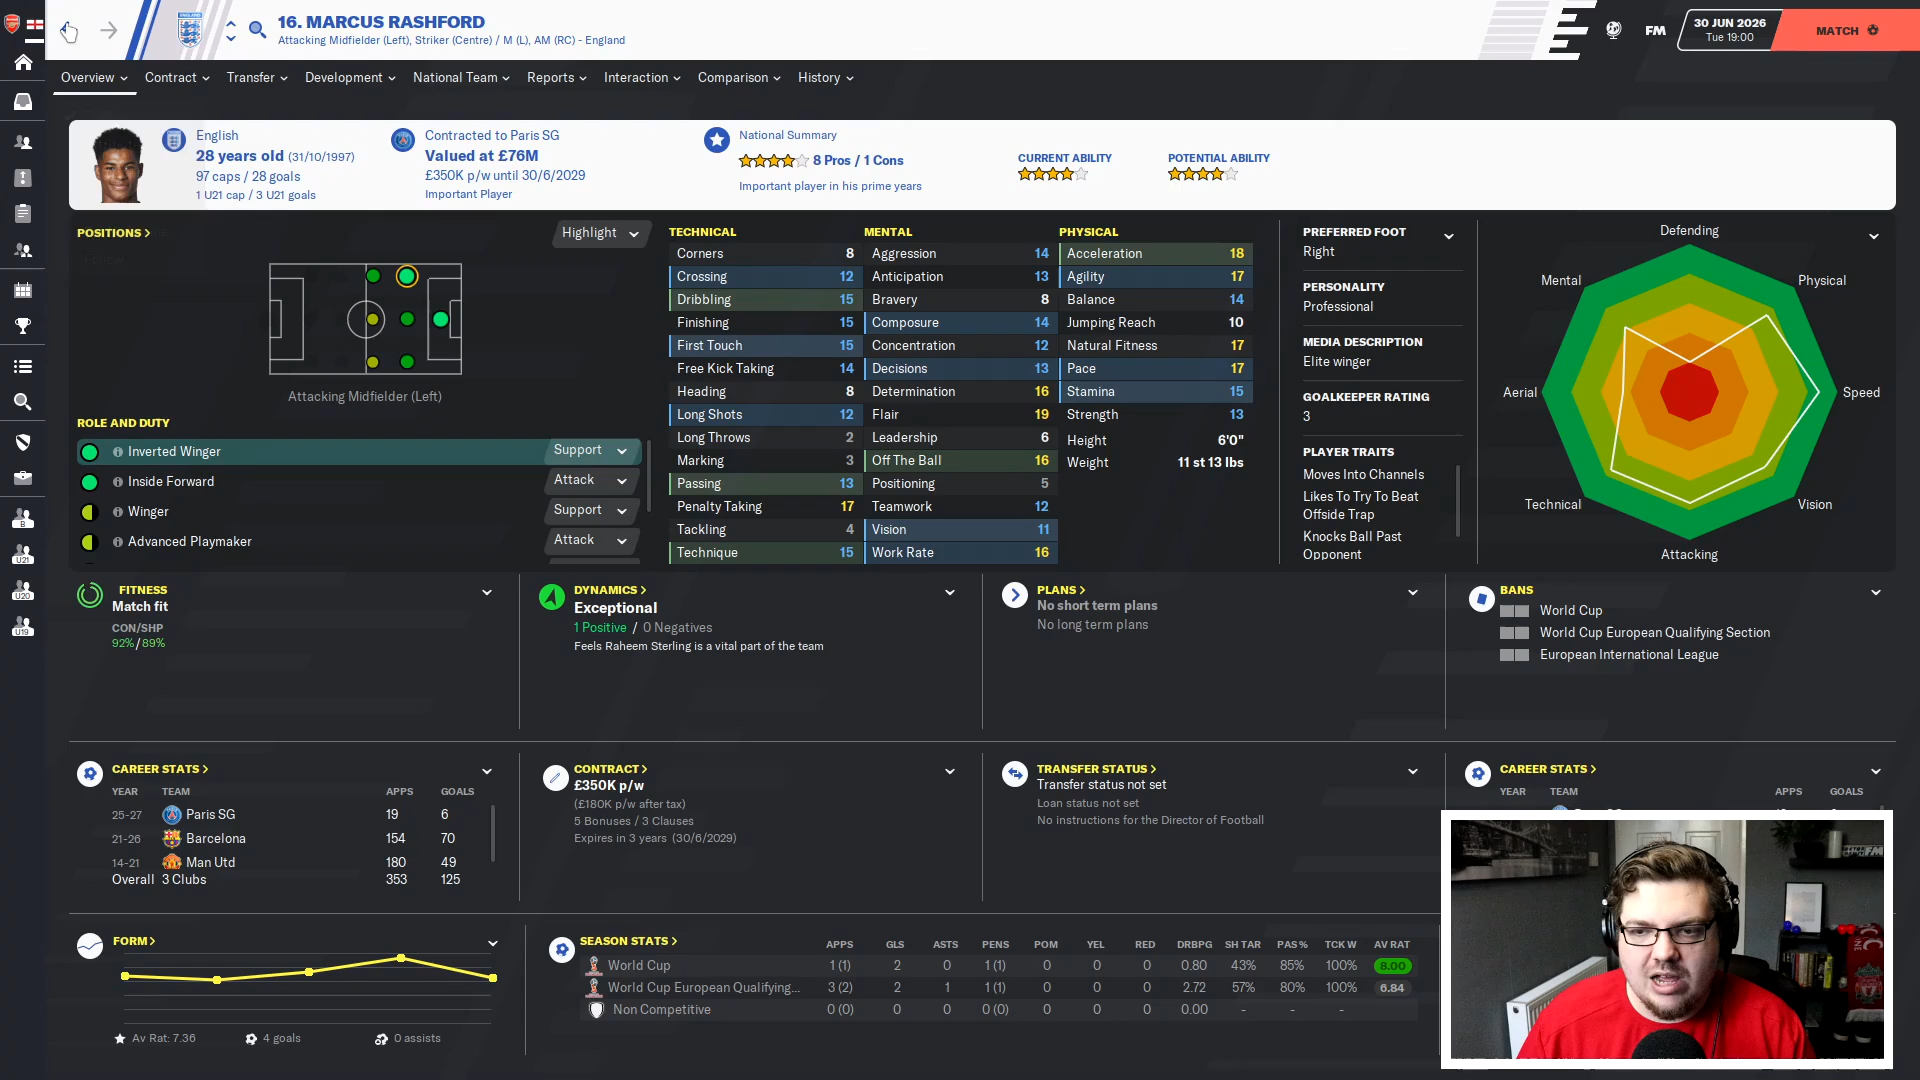 16. MARCUS RASHFORD
Attacking Midfielder (Left), Striker (Centre) / M (L), AM (RC) - England
FM
30 JUN 2026
Tue 19:00
MATCH
Overview
Contract
Transfer
Development
National Team
Reports
Interaction
Comparison
History
English
28 years old (31/10/1997)
97 caps / 28 goals
1 U21 cap / 3 U21 goals
Contracted to Paris SG
Valued at £76M
£350K p/w until 30/6/2029
Important Player
National Summary
8 Pros / 1 Cons
Important player in his prime years
CURRENT ABILITY
POTENTIAL ABILITY
POSITIONS >
Highlight
Attacking Midfielder (Left)
ROLE AND DUTY
Inverted Winger Support
Inside Forward Attack
Winger Support
Advanced Playmaker Attack
TECHNICAL
Corners 8
Crossing 12
Dribbling 15
Finishing 15
First Touch 15
Free Kick Taking 14
Heading 8
Long Shots 12
Long Throws 2
Marking 3
Passing 13
Penalty Taking 17
Tackling 4
Technique 15
MENTAL
Aggression 14
Anticipation 13
Bravery 8
Composure 14
Concentration 12
Decisions 13
Determination 16
Flair 19
Leadership 6
Off The Ball 16
Positioning 5
Teamwork 12
Vision 11
Work Rate 16
PHYSICAL
Acceleration 18
Agility 17
Balance 14
Jumping Reach 10
Natural Fitness 17
Pace 17
Stamina 15
Strength 13
Height 6'0"
Weight 11 st 13 lbs
PREFERRED FOOT
Right
PERSONALITY
Professional
MEDIA DESCRIPTION
Elite winger
GOALKEEPER RATING
3
PLAYER TRAITS
Moves Into Channels
Likes To Try To Beat
Offside Trap
Knocks Ball Past
Opponent
Defending
Mental
Physical
Aerial
Speed
Technical
Vision
Attacking
B
U21
U20
U19
FITNESS
Match fit
CON/SHP
92%/89%
DYNAMICS >
Exceptional
1 Positive / 0 Negatives
Feels Raheem Sterling is a vital part of the team
PLANS >
No short term plans
No long term plans
BANS
World Cup
World Cup European Qualifying Section
European International League
CAREER STATS >
YEAR TEAM APPS GOALS
25-27 Paris SG 19 6
21-26 Barcelona 154 70
14-21 Man Utd 180 49
Overall 3 Clubs 353 125
CONTRACT >
£350K p/w
(£180K p/w after tax)
5 Bonuses / 3 Clauses
Expires in 3 years (30/6/2029)
TRANSFER STATUS >
Transfer status not set
Loan status not set
No instructions for the Director of Football
CAREER STATS >
YEAR TEAM APPS GOALS
FORM >
Av Rat: 7.36
4 goals
0 assists
SEASON STATS > APPS GLS ASTS PENS POM YEL RED DRBPG SH TAR PAS % TCK W AV RAT
World Cup 1 (1) 2 0 1 (1) 0 0 0 0.80 43% 85% 100% 8.00
World Cup European Qualifying... 3 (2) 2 1 1 (1) 0 0 0 2.72 57% 80% 100% 6.84
Non Competitive 0 (0) 0 0 0 (0) 0 0 0 0.00 - - -